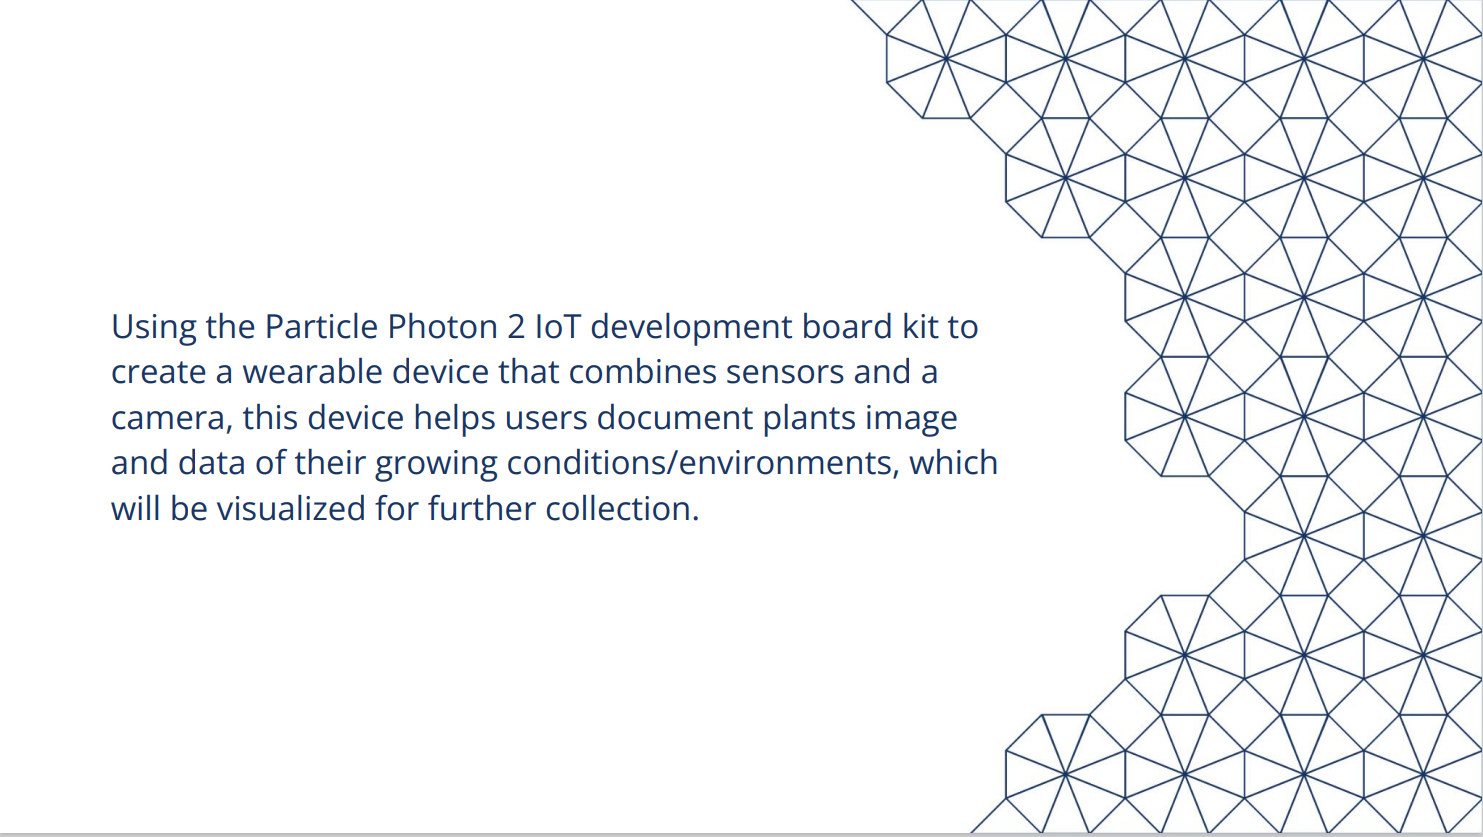 Using the Particle Photon 2 IoT development board kit to
create a wearable device that combines sensors and a
camera, this device helps users document plants image
and data of their growing conditions/environments, which
will be visualized for further collection.